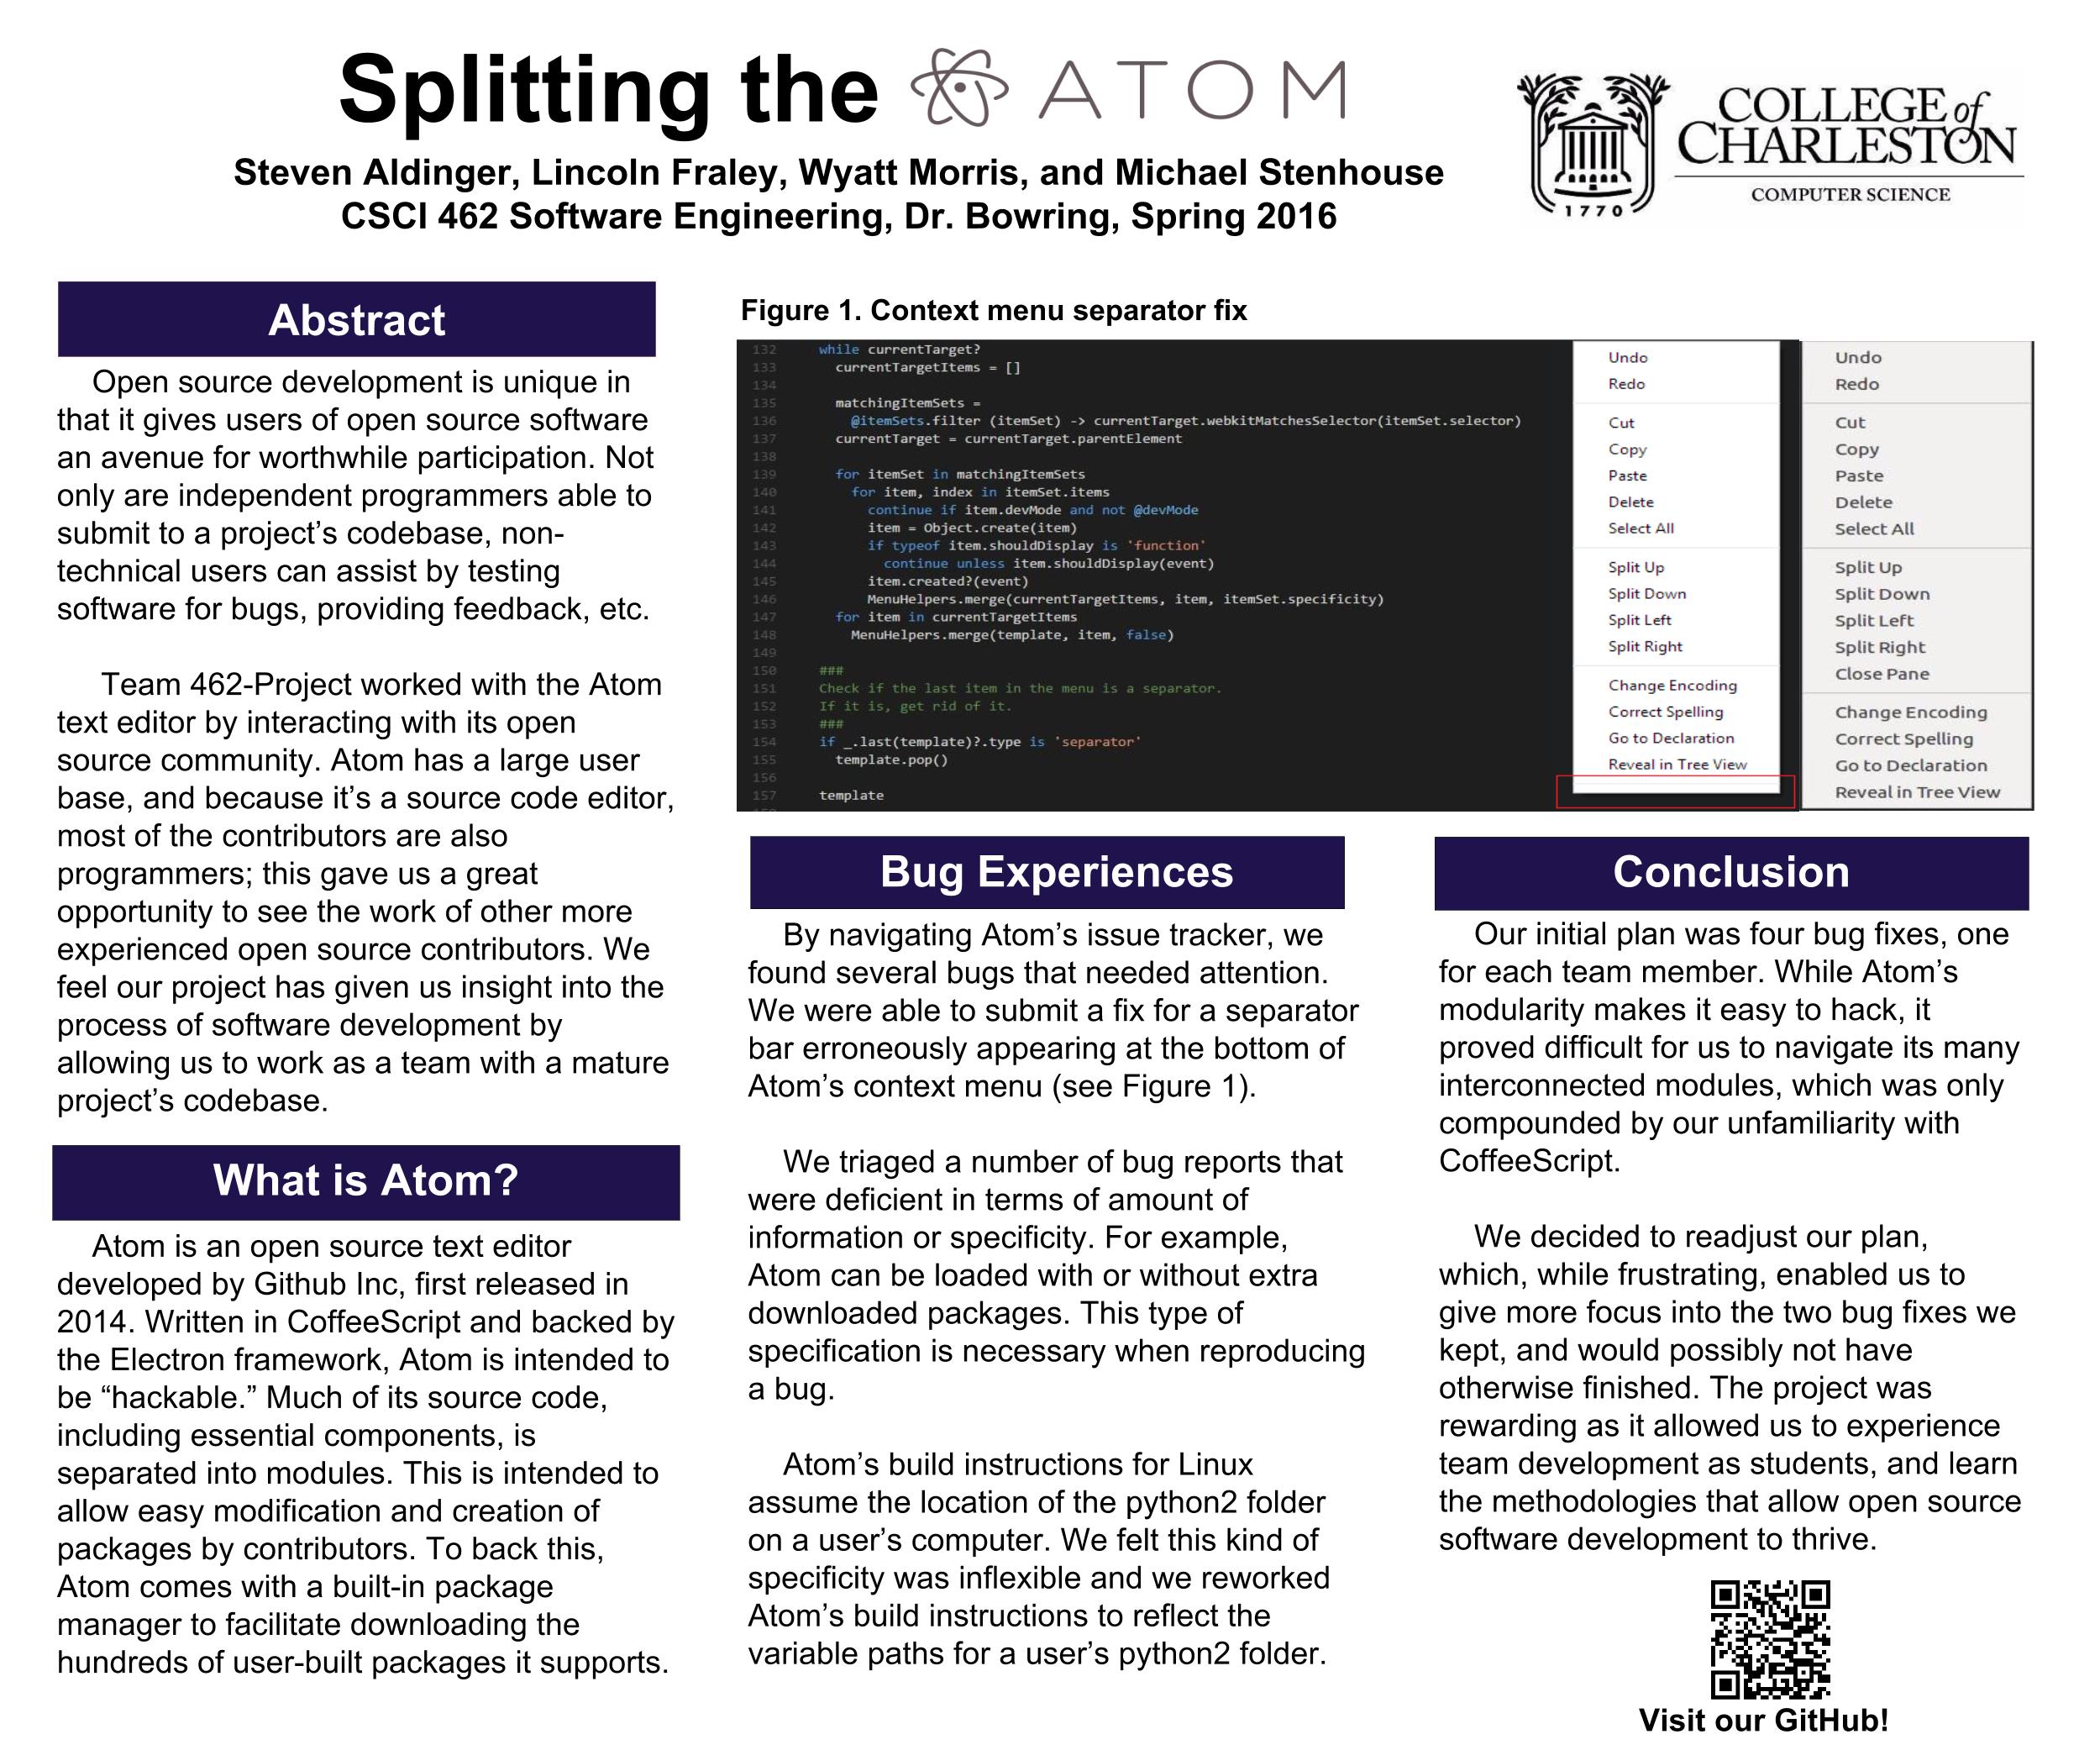 Splitting the ATOM
Steven Aldinger, Lincoln Fraley, Wyatt Morris, and Michael Stenhouse
CSCI 462 Software Engineering, Dr. Bowring, Spring 2016
COLLEGE of
CHARLESTON
COMPUTER SCIENCE
1770
Abstract
Open source development is unique in
that it gives users of open source software
an avenue for worthwhile participation. Not
only are independent programmers able to
submit to a project’s codebase, non-
technical users can assist by testing
software for bugs, providing feedback, etc.
Team 462-Project worked with the Atom
text editor by interacting with its open
source community. Atom has a large user
base, and because it’s a source code editor,
most of the contributors are also
programmers; this gave us a great
opportunity to see the work of other more
experienced open source contributors. We
feel our project has given us insight into the
process of software development by
allowing us to work as a team with a mature
project’s codebase.
What is Atom?
Atom is an open source text editor
developed by Github Inc, first released in
2014. Written in CoffeeScript and backed by
the Electron framework, Atom is intended to
be “hackable.” Much of its source code,
including essential components, is
separated into modules. This is intended to
allow easy modification and creation of
packages by contributors. To back this,
Atom comes with a built-in package
manager to facilitate downloading the
hundreds of user-built packages it supports.
Figure 1. Context menu separator fix
132 while currentTarget?
133 currentTargetItems = []
134
135 matchingItemSets =
136 @itemSets.filter (itemSet) -> currentTarget.webkitMatchesSelector(itemSet.selector)
137 currentTarget = currentTarget.parentElement
138
139 for itemSet in matchingItemSets
140 for item, index in itemSet.items
141 continue if item.devMode and not @devMode
142 item = Object.create(item)
143 if typeof item.shouldDisplay is 'function'
144 continue unless item.shouldDisplay(event)
145 item.created?(event)
146 MenuHelpers.merge(currentTargetItems, item, itemSet.specificity)
147 for item in currentTargetItems
148 MenuHelpers.merge(template, item, false)
149
150 ###
151 Check if the last item in the menu is a separator.
152 If it is, get rid of it.
153 ###
154 if _.last(template)?.type is 'separator'
155 template.pop()
156
157 template
Undo
Redo
Cut
Copy
Paste
Delete
Select All
Split Up
Split Down
Split Left
Split Right
Change Encoding
Correct Spelling
Go to Declaration
Reveal in Tree View
Undo
Redo
Cut
Copy
Paste
Delete
Select All
Split Up
Split Down
Split Left
Split Right
Close Pane
Change Encoding
Correct Spelling
Go to Declaration
Reveal in Tree View
Bug Experiences
By navigating Atom’s issue tracker, we
found several bugs that needed attention.
We were able to submit a fix for a separator
bar erroneously appearing at the bottom of
Atom’s context menu (see Figure 1).
We triaged a number of bug reports that
were deficient in terms of amount of
information or specificity. For example,
Atom can be loaded with or without extra
downloaded packages. This type of
specification is necessary when reproducing
a bug.
Atom’s build instructions for Linux
assume the location of the python2 folder
on a user’s computer. We felt this kind of
specificity was inflexible and we reworked
Atom’s build instructions to reflect the
variable paths for a user’s python2 folder.
Conclusion
Our initial plan was four bug fixes, one
for each team member. While Atom’s
modularity makes it easy to hack, it
proved difficult for us to navigate its many
interconnected modules, which was only
compounded by our unfamiliarity with
CoffeeScript.
We decided to readjust our plan,
which, while frustrating, enabled us to
give more focus into the two bug fixes we
kept, and would possibly not have
otherwise finished. The project was
rewarding as it allowed us to experience
team development as students, and learn
the methodologies that allow open source
software development to thrive.
Visit our GitHub!